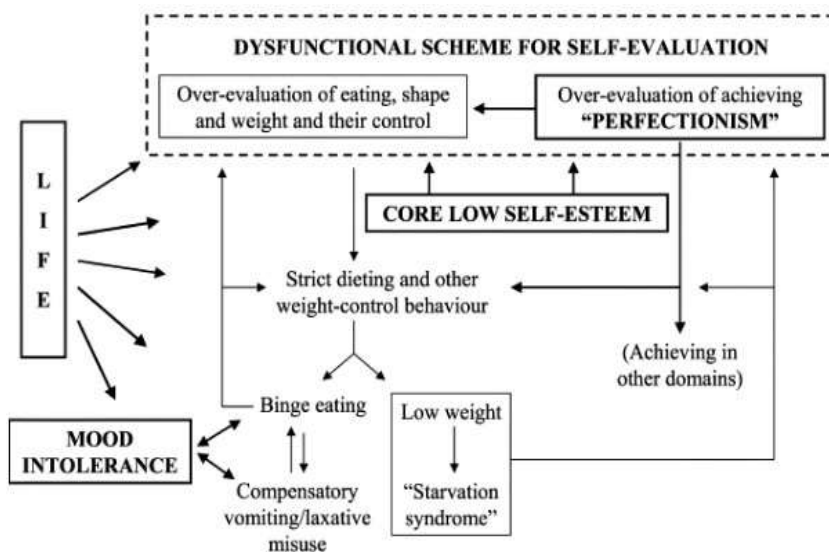 DYSFUNCTIONAL SCHEME FOR SELF-EVALUATION
Over-evaluation of eating, shape
and weight and their control
Over-evaluation of achieving
“PERFECTIONISM”
L
I
F
E
CORE LOW SELF-ESTEEM
Strict dieting and other
weight-control behaviour
(Achieving in
other domains)
Binge eating
Low weight
MOOD
INTOLERANCE
Compensatory
vomiting/laxative
misuse
“Starvation
syndrome”